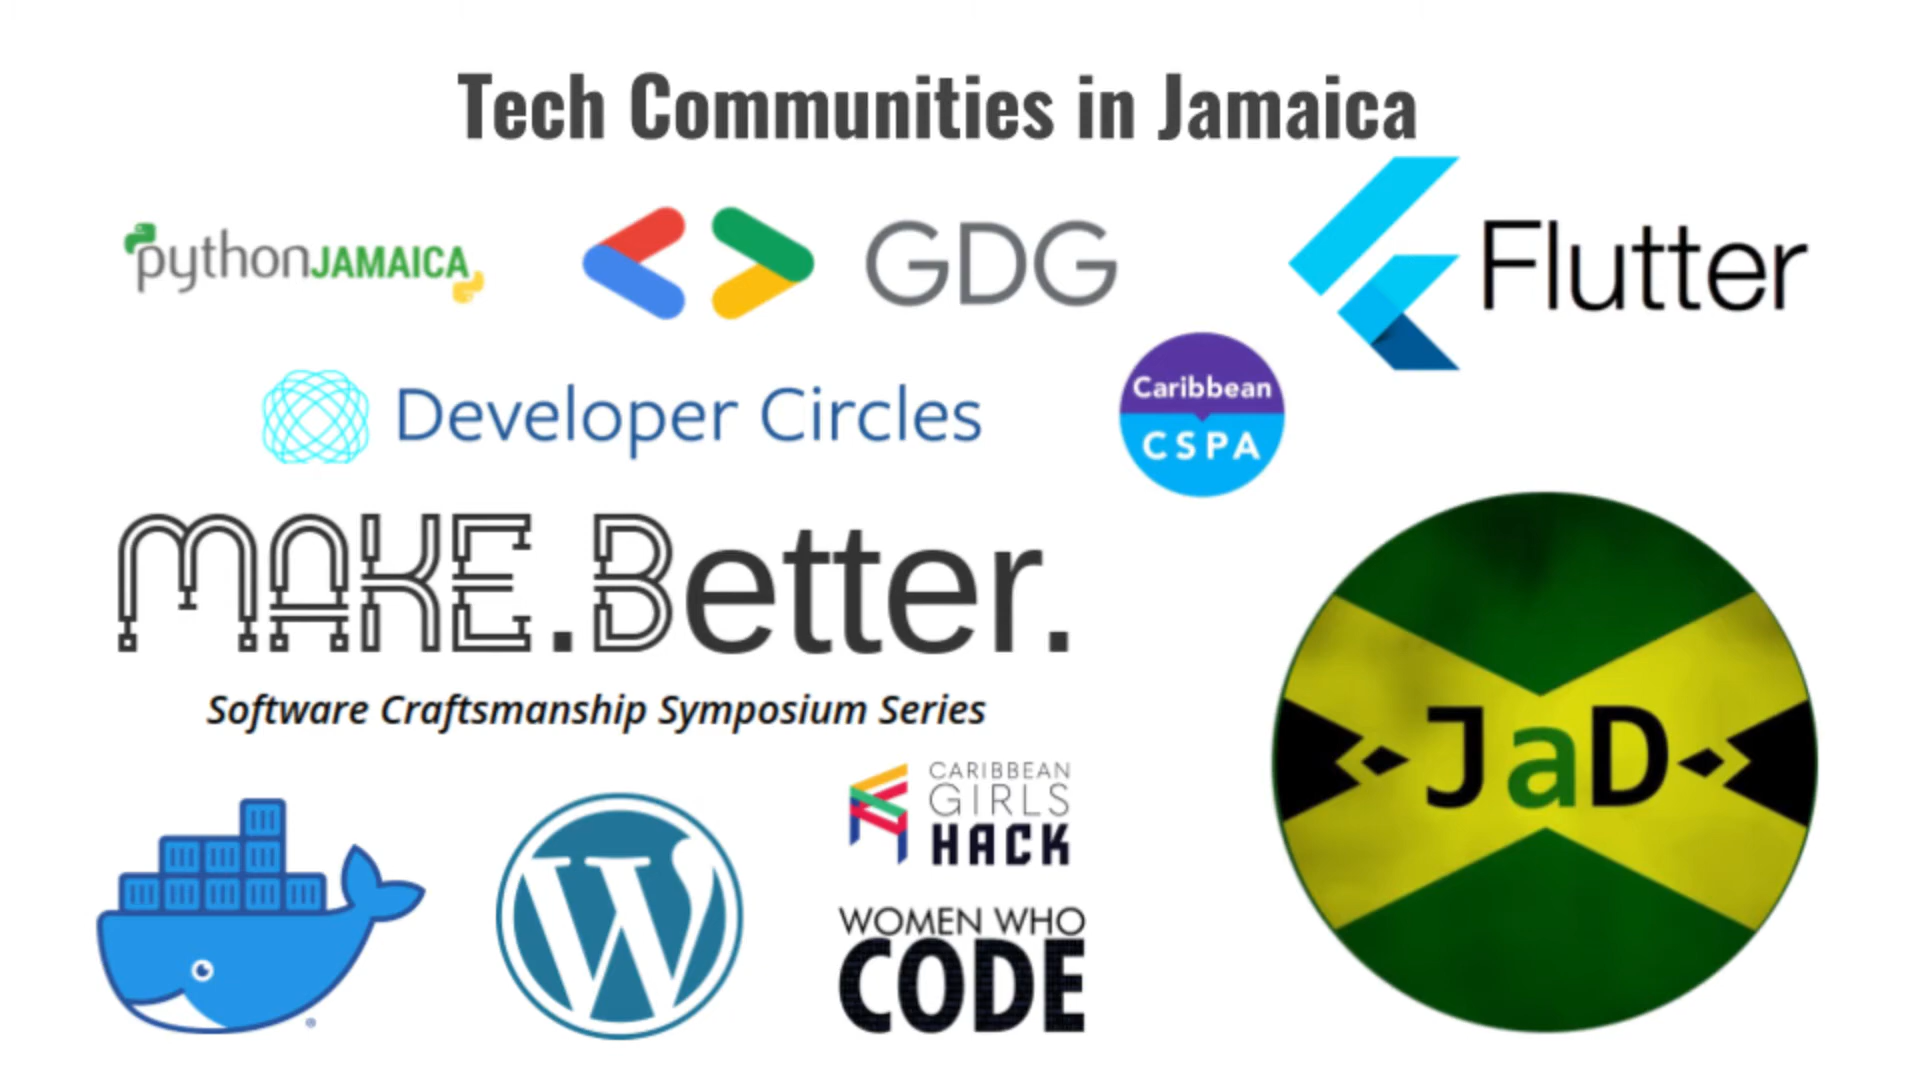 Tech Communities in Jamaica
pythonJAMAICA
GDG
Flutter
Developer Circles
Caribbean
CSPA
MAKE.Better.
Software Craftsmanship Symposium Series
JaD
CARIBBEAN
GIRLS
HACK
W
WOMEN WHO
CODE